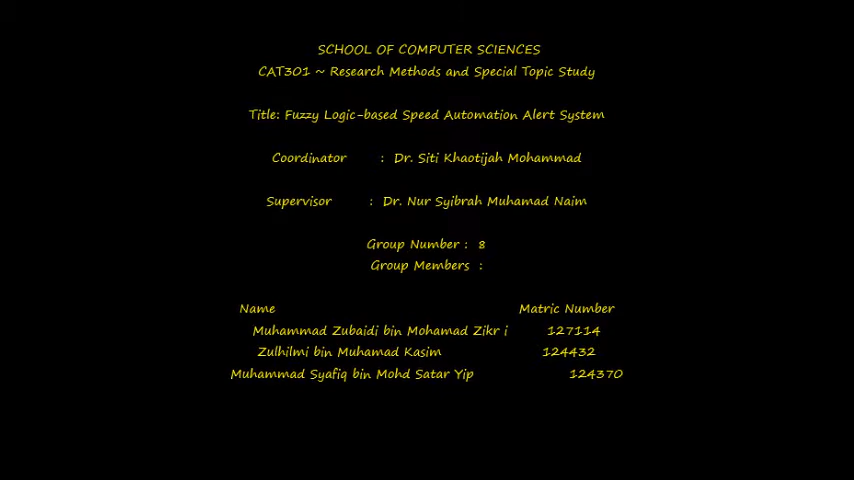 SCHOOL OF COMPUTER SCIENCES
CAT301 ~ Research Methods and Special Topic Study
Title: Fuzzy Logic-based Speed Automation Alert System
Coordinator : Dr. Siti Khaotijah Mohammad
Supervisor : Dr. Nur Syibrah Muhamad Naim
Group Number : 8
Group Members :
Name Matric Number
Muhammad Zubaidi bin Mohamad Zikr i 127114
Zulhilmi bin Muhamad Kasim 124432
Muhammad Syafiq bin Mohd Satar Yip 124370